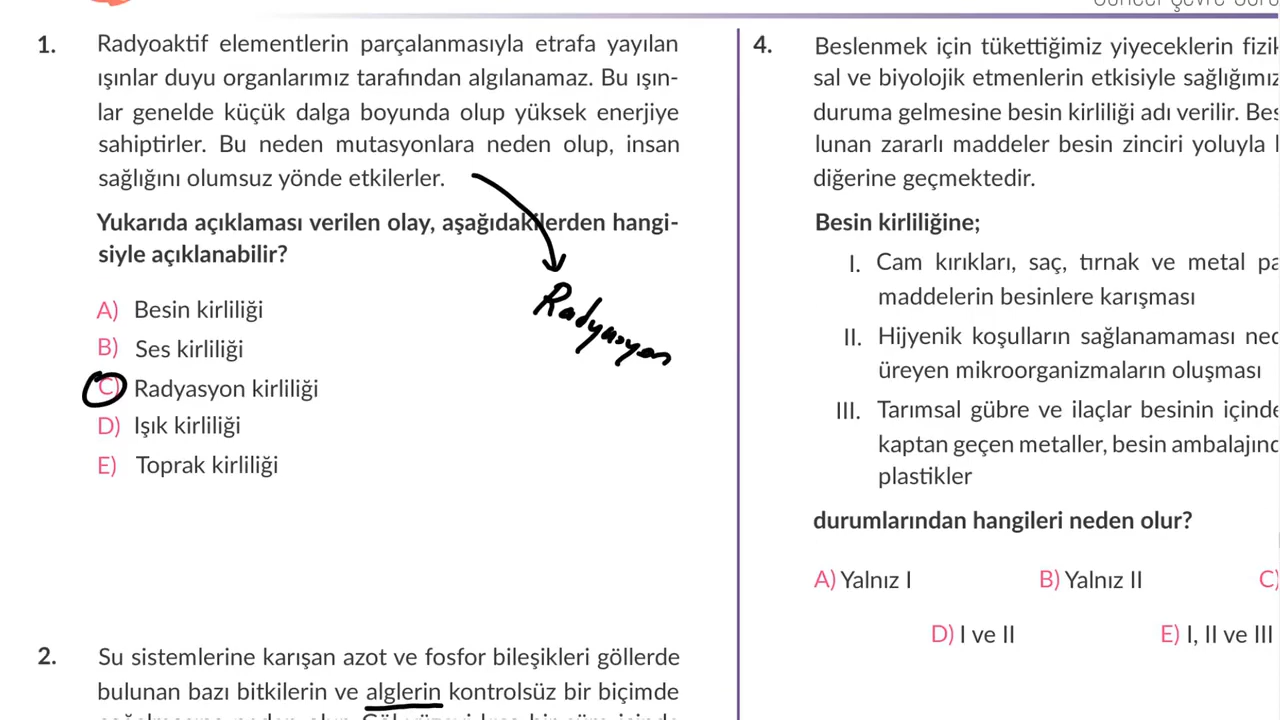 1. Radyoaktif elementlerin parçalanmasıyla etrafa yayılan
ışınlar duyu organlarımız tarafından algılanamaz. Bu ışın-
lar genelde küçük dalga boyunda olup yüksek enerjiye
sahiptirler. Bu neden mutasyonlara neden olup, insan
sağlığını olumsuz yönde etkilerler.
Yukarıda açıklaması verilen olay, aşağıdakilerden hangi-
siyle açıklanabilir?
Radyasyon
A) Besin kirliliği
B) Ses kirliliği
C) Radyasyon kirliliği
D) Işık kirliliği
E) Toprak kirliliği
2. Su sistemlerine karışan azot ve fosfor bileşikleri göllerde
bulunan bazı bitkilerin ve alglerin kontrolsüz bir biçimde
4. Beslenmek için tükettiğimiz yiyeceklerin
sal ve biyolojik etmenlerin etkisiyle
duruma gelmesine besin kirliliği adı verilir.
lunan zararlı maddeler besin zinciri yoluyla
diğerine geçmektedir.
Besin kirliliğine;
I. Cam kırıkları, saç, tırnak ve metal
maddelerin besinlere karışması
II. Hijyenik koşulların sağlanamaması
üreyen mikroorganizmaların oluşması
III. Tarımsal gübre ve ilaçlar besinin
kaptan geçen metaller, besin
plastikler
durumlarından hangileri neden olur?
A) Yalnız I B) Yalnız II C)
D) I ve II E) I, II ve III